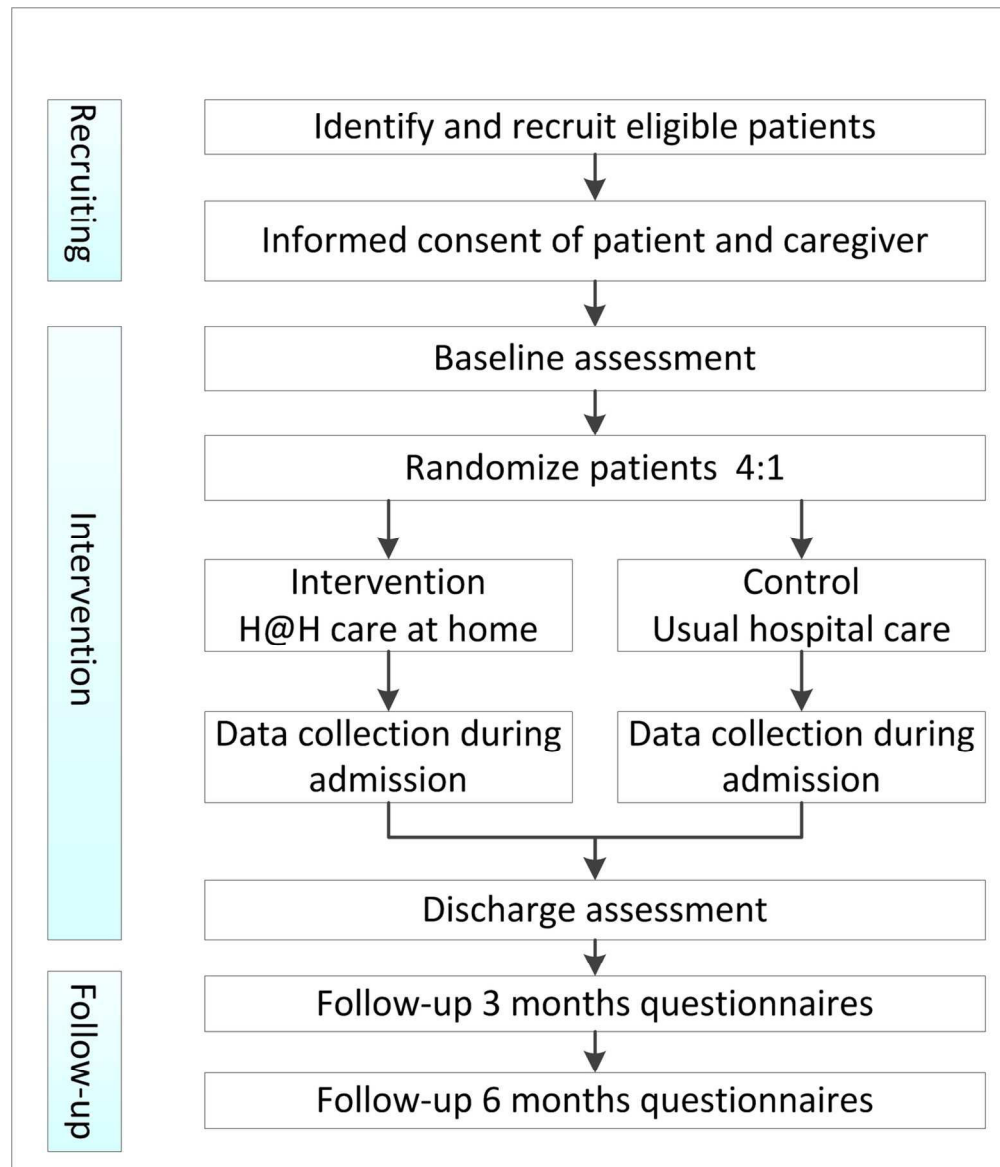 Recruiting
Identify and recruit eligible patients
Informed consent of patient and caregiver
Intervention
Baseline assessment
Randomize patients 4:1
Intervention
H@H care at home
Control
Usual hospital care
Data collection during
admission
Data collection during
admission
Discharge assessment
Follow-up
Follow-up 3 months questionnaires
Follow-up 6 months questionnaires